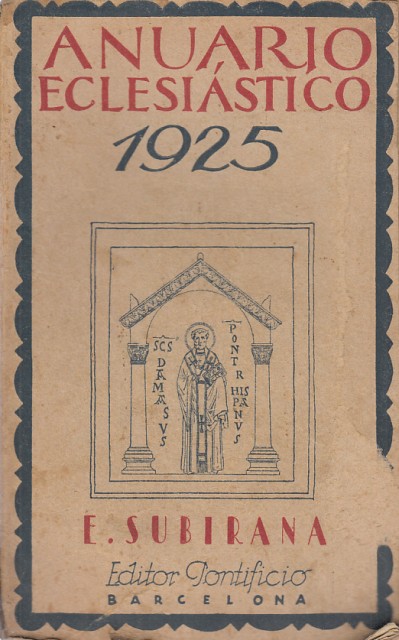 ANUARIO
ECLESIÁSTICO
1925
SCS
DAMASVS
PONT R
HISPANVS
E. SUBIRANA
Editor Pontificio
BARCELONA